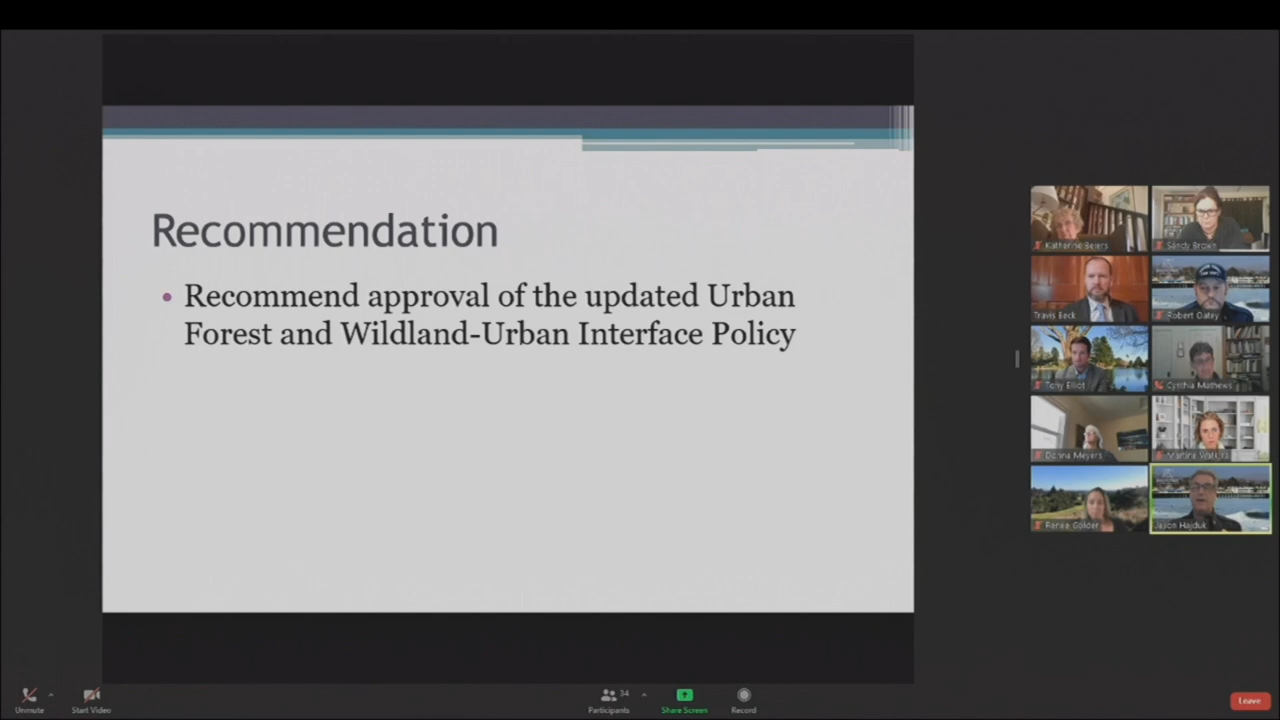 Recommendation
• Recommend approval of the updated Urban
Forest and Wildland-Urban Interface Policy
Katherine Beiers
Sandy Brown
Travis Beck
Robert Oatey
Tony Elliot
Cynthia Mathews
Donna Meyers
Martine Watkins
Renee Golder
Jason Hajduk
Unmute
Start Video
Participants
34
Share Screen
Record
Leave